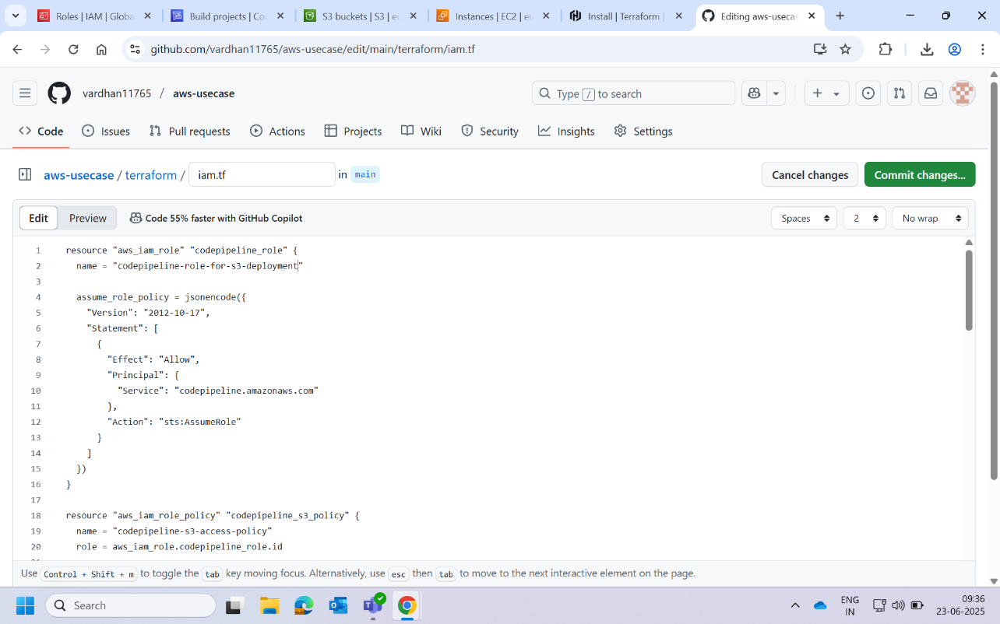 Roles | IAM | Globa
Build projects | Co
S3 buckets | S3 | eu
Instances | EC2 | eu
Install | Terraform |
Editing aws-usecas
github.com/vardhan11765/aws-usecase/edit/main/terraform/iam.tf
vardhan11765 / aws-usecase
Type / to search
Code
Issues
Pull requests
Actions
Projects
Wiki
Security
Insights
Settings
aws-usecase / terraform / iam.tf in main
Cancel changes
Commit changes...
Edit
Preview
Code 55% faster with GitHub Copilot
Spaces
2
No wrap
1 resource "aws_iam_role" "codepipeline_role" {
2 name = "codepipeline-role-for-s3-deployment"
3
4 assume_role_policy = jsonencode({
5 "Version": "2012-10-17",
6 "Statement": [
7 {
8 "Effect": "Allow",
9 "Principal": {
10 "Service": "codepipeline.amazonaws.com"
11 },
12 "Action": "sts:AssumeRole"
13 }
14 ]
15 })
16 }
17
18 resource "aws_iam_role_policy" "codepipeline_s3_policy" {
19 name = "codepipeline-s3-access-policy"
20 role = aws_iam_role.codepipeline_role.id
Use Control + Shift + m to toggle the tab key moving focus. Alternatively, use esc then tab to move to the next interactive element on the page.
Search
ENG
IN
09:36
23-06-2025